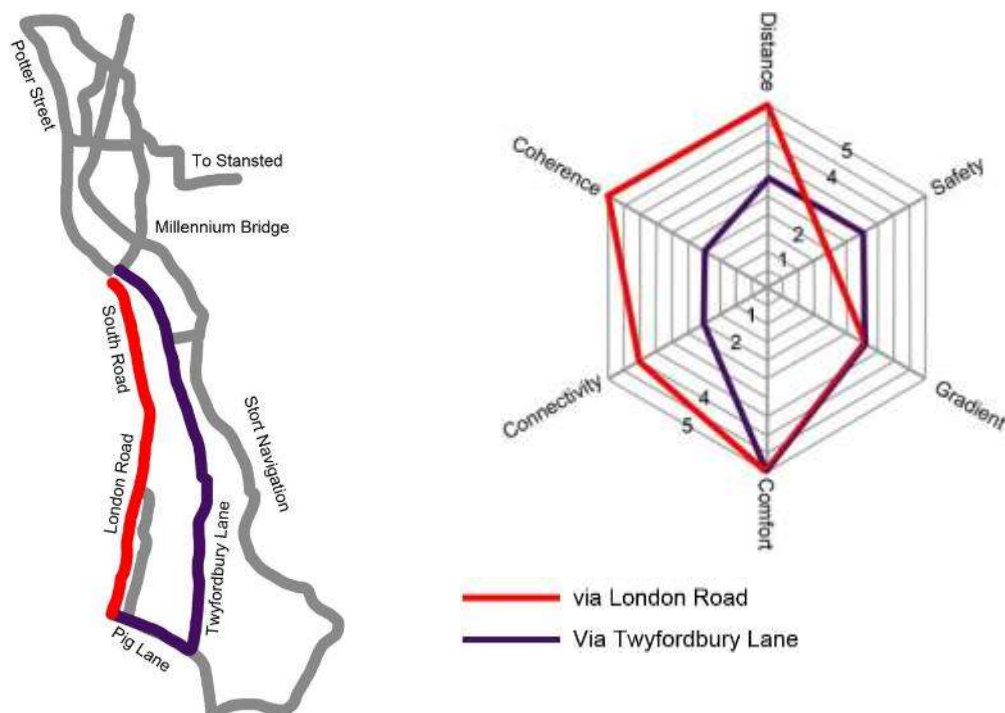 Potter Street
To Stansted
Millennium Bridge
South Road
London Road
Stort Navigation
Twyfordbury Lane
Pig Lane
Distance
Coherence
Safety
5
4
2
1
1
2
4
5
Connectivity
Gradient
Comfort
via London Road
Via Twyfordbury Lane